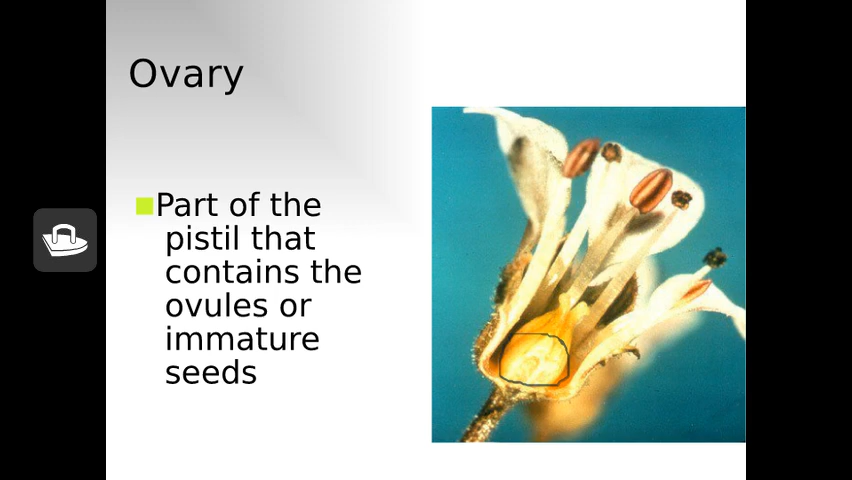 Ovary
Part of the
pistil that
contains the
ovules or
immature
seeds